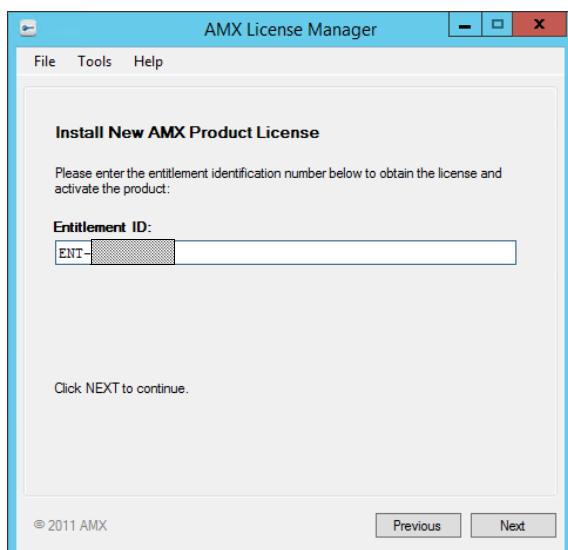 AMX License Manager
File Tools Help
Install New AMX Product License
Please enter the entitlement identification number below to obtain the license and
activate the product:
Entitlement ID:
ENT-
Click NEXT to continue.
© 2011 AMX
Previous Next